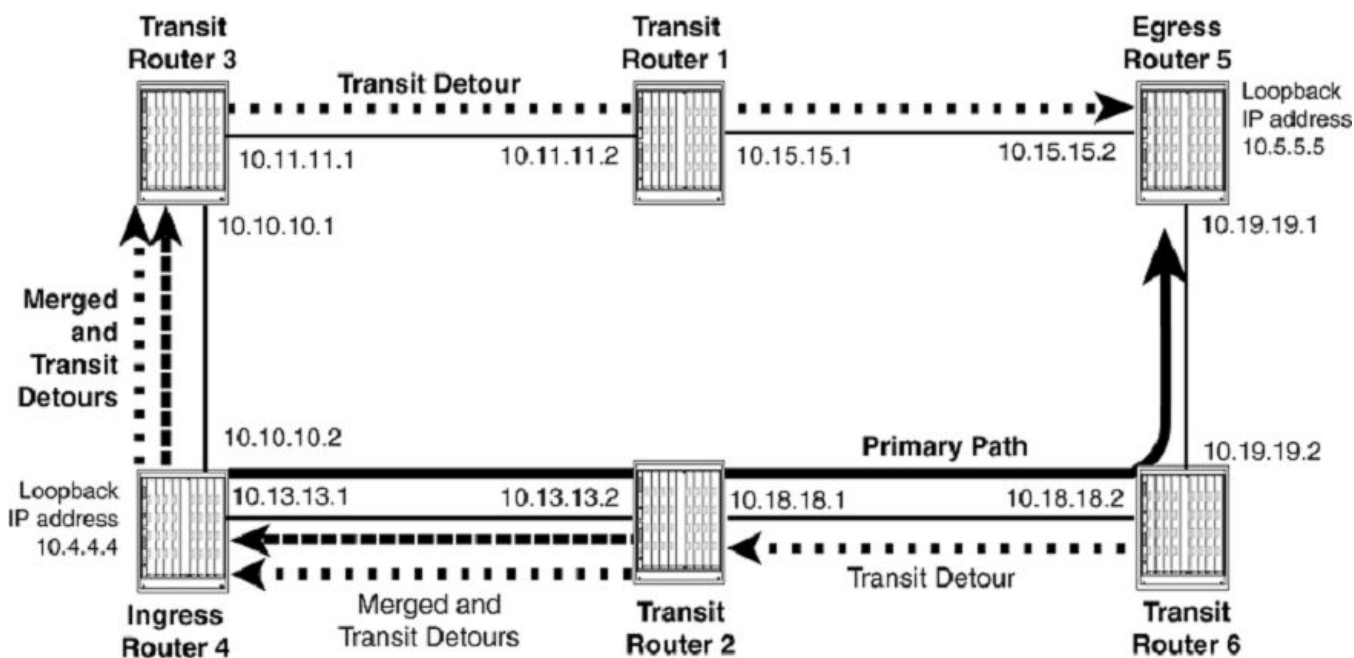 Transit
Router 3
Transit
Router 1
Egress
Router 5
Transit Detour
Loopback
IP address
10.5.5.5
10.11.11.1
10.11.11.2
10.15.15.1
10.15.15.2
10.10.10.1
10.19.19.1
Merged
and
Transit
Detours
10.10.10.2
Primary Path
10.19.19.2
Loopback
IP address
10.4.4.4
10.13.13.1
10.13.13.2
10.18.18.1
10.18.18.2
Ingress
Router 4
Merged and
Transit Detours
Transit
Router 2
Transit Detour
Transit
Router 6